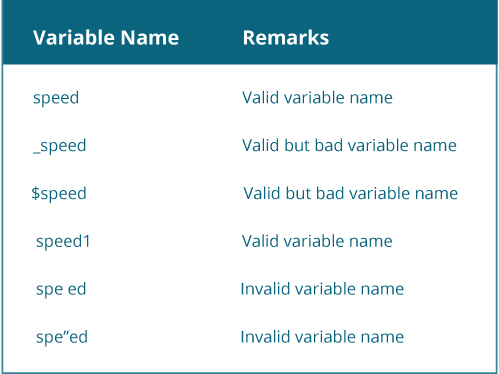 Variable Name Remarks
speed Valid variable name
_speed Valid but bad variable name
$speed Valid but bad variable name
speed1 Valid variable name
spe ed Invalid variable name
spe”ed Invalid variable name